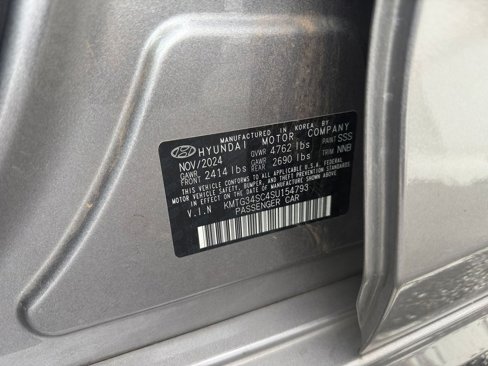 MANUFACTURED IN KOREA BY
HYUNDAI MOTOR COMPANY
NOV/2024 GVWR 4762 lbs PAINT SSS
GAWR FRONT 2414 lbs GAWR REAR 2690 lbs TRIM NNB
THIS VEHICLE CONFORMS TO ALL APPLICABLE U.S.A. FEDERAL
MOTOR VEHICLE SAFETY, BUMPER, AND THEFT PREVENTION STANDARDS
IN EFFECT ON THE DATE OF MANUFACTURE SHOWN ABOVE.
V.I.N KMTG34SC4SU154793
PASSENGER CAR